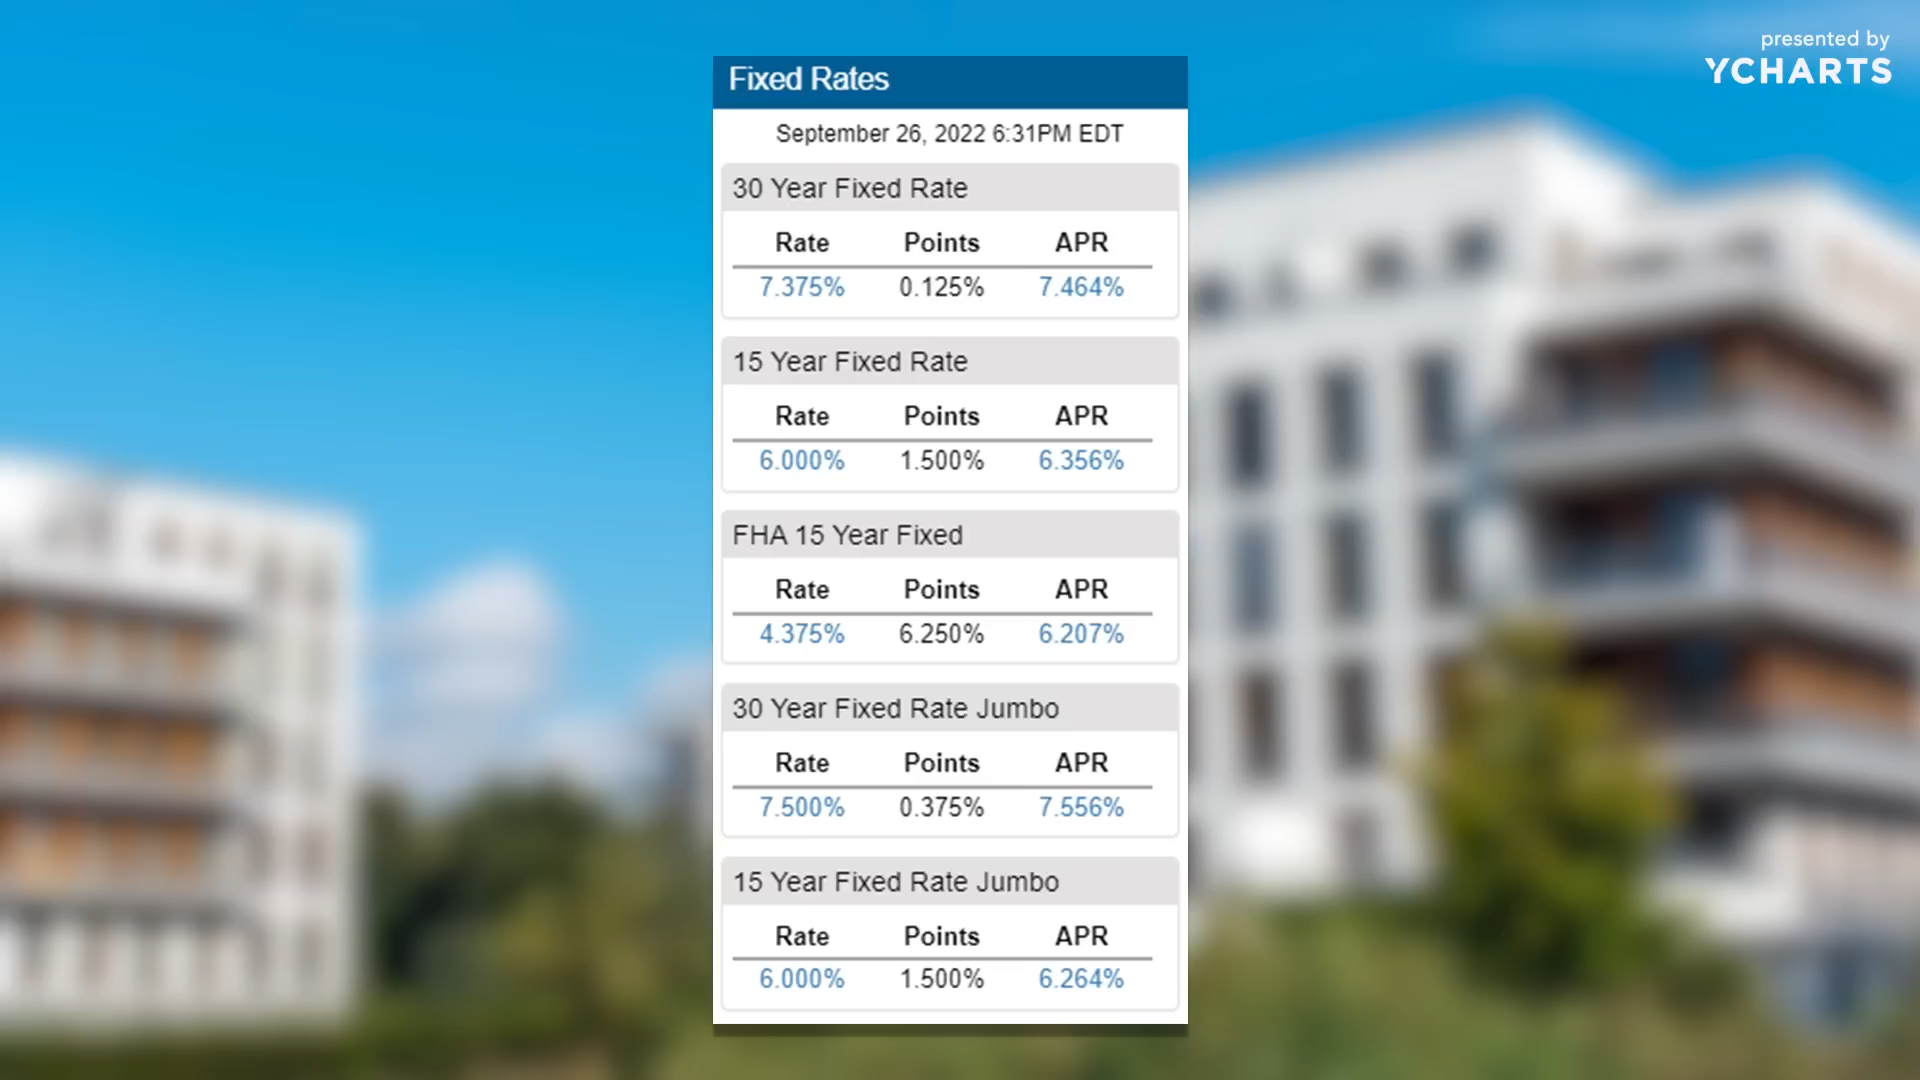 presented by
YCHARTS
Fixed Rates
September 26, 2022 6:31PM EDT
30 Year Fixed Rate
Rate Points APR
7.375% 0.125% 7.464%
15 Year Fixed Rate
Rate Points APR
6.000% 1.500% 6.356%
FHA 15 Year Fixed
Rate Points APR
4.375% 6.250% 6.207%
30 Year Fixed Rate Jumbo
Rate Points APR
7.500% 0.375% 7.556%
15 Year Fixed Rate Jumbo
Rate Points APR
6.000% 1.500% 6.264%